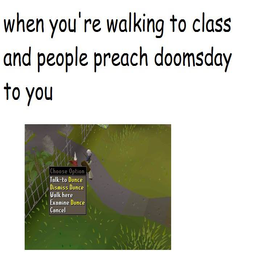 when you're walking to class
and people preach doomsday
to you
Choose Option
Talk-to Dunce
Dismiss Dunce
Walk here
Examine Dunce
Cancel